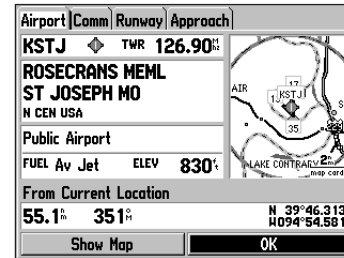 Airport Comm Runway Approach
KSTJ TWR 126.90
ROSECRANS MEML
ST JOSEPH MO
N CEN USA
Public Airport
FUEL Av Jet ELEV 830
From Current Location
55.1 351
N 39°46.313
W094°54.581
Show Map
OK
AIR
17
KSTJ
35
LAKE CONTRARY
map card